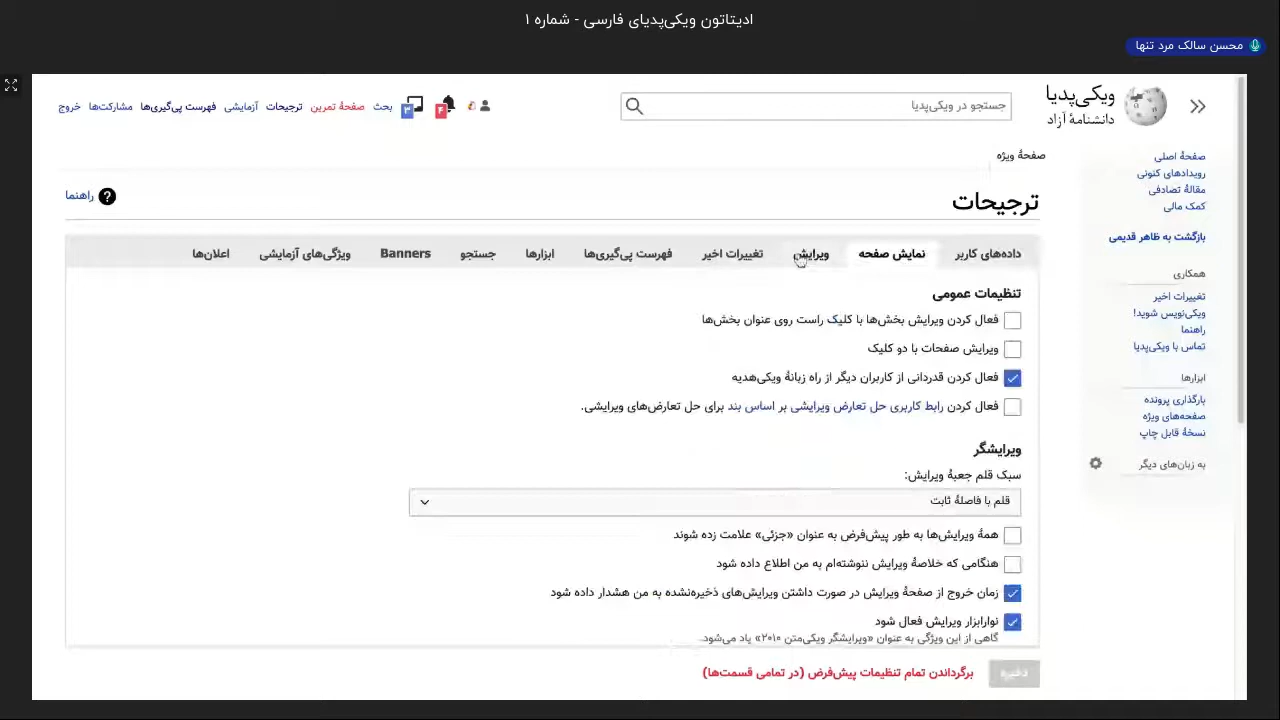 ادیتاتون ویکی‌پدیای فارسی - شماره ۱
محسن سالک مرد تنها
ویکی‌پدیا
دانشنامهٔ آزاد
جستجو در ویکی‌پدیا
بحث صفحهٔ تمرین ترجیحات آزمایشی فهرست پی‌گیری‌ها مشارکت‌ها خروج
صفحهٔ ویژه
ترجیحات
راهنما
داده‌های کاربر نمایش صفحه ویرایش تغییرات اخیر فهرست پی‌گیری‌ها ابزارها جستجو Banners ویژگی‌های آزمایشی اعلان‌ها
تنظیمات عمومی
فعال کردن ویرایش بخش‌ها با کلیک راست روی عنوان بخش‌ها
ویرایش صفحات با دو کلیک
فعال کردن قدردانی از کاربران دیگر از راه زبانهٔ ویکی‌هدیه
فعال کردن رابط کاربری حل تعارض ویرایشی بر اساس بند برای حل تعارض‌های ویرایشی.
ویرایشگر
سبک قلم جعبهٔ ویرایش:
قلم با فاصلهٔ ثابت
همهٔ ویرایش‌ها به طور پیش‌فرض به عنوان «جزئی» علامت زده شوند
هنگامی که خلاصهٔ ویرایش ننوشته‌ام به من اطلاع داده شود
زمان خروج از صفحهٔ ویرایش در صورت داشتن ویرایش‌های ذخیره‌نشده به من هشدار داده شود
نوارابزار ویرایش فعال شود
گاهی از این ویژگی به عنوان «ویرایشگر ویکی‌متن ۲۰۱۰» یاد می‌شود.
ذخیره
برگرداندن تمام تنظیمات پیش‌فرض (در تمامی قسمت‌ها)
صفحهٔ اصلی
رویدادهای کنونی
مقالهٔ تصادفی
کمک مالی
بازگشت به ظاهر قدیمی
همکاری
تغییرات اخیر
ویکی‌نویس شوید!
راهنما
تماس با ویکی‌پدیا
ابزارها
بارگذاری پرونده
صفحه‌های ویژه
نسخهٔ قابل چاپ
به زبان‌های دیگر